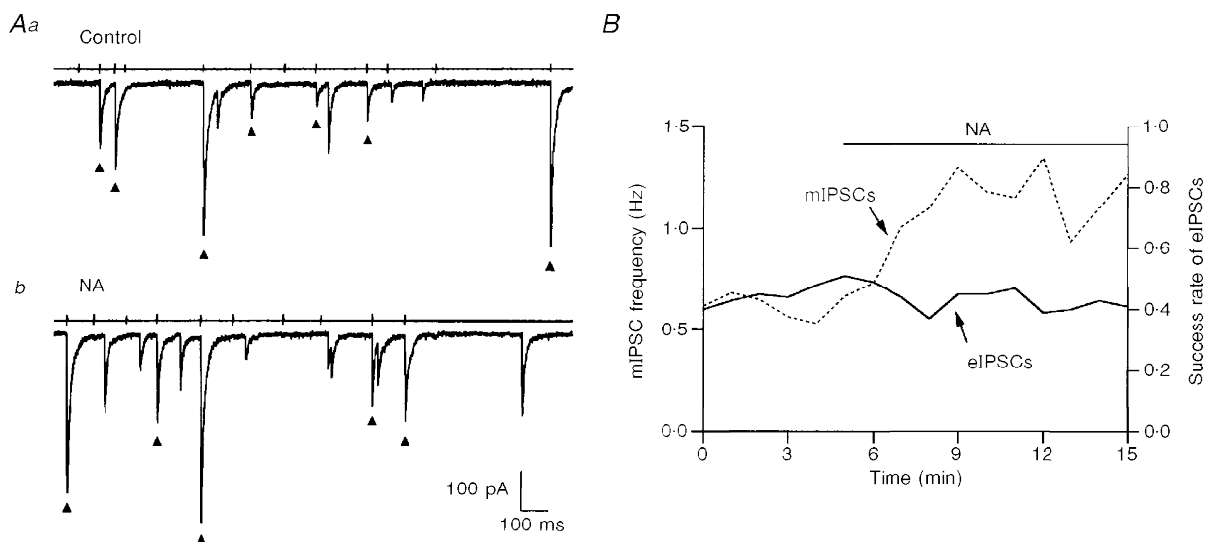 Aa
Control
b
NA
100 pA
100 ms
B
NA
mIPSCs
eIPSCs
mIPSC frequency (Hz)
1·5
1·0
0·5
0·0
Success rate of eIPSCs
1·0
0·8
0·6
0·4
0·2
0·0
0 3 6 9 12 15
Time (min)